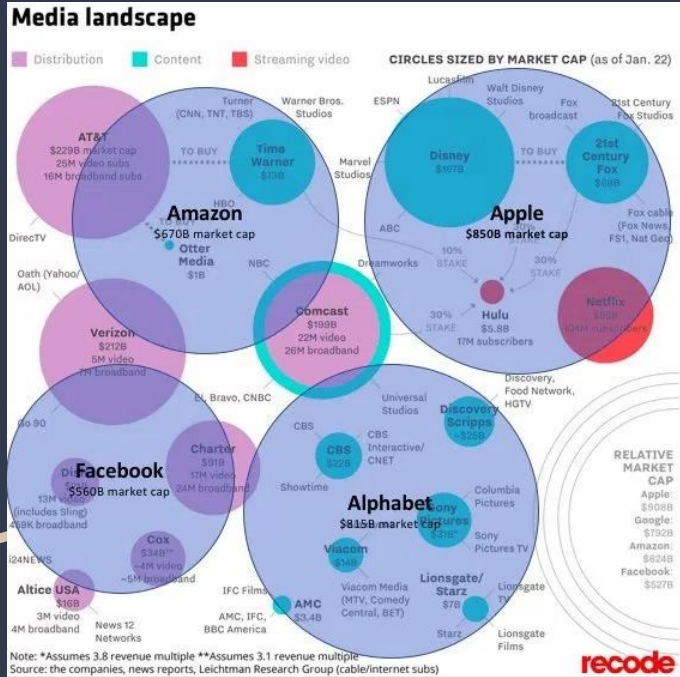 Media landscape
Distribution
Content
Streaming video
CIRCLES SIZED BY MARKET CAP (as of Jan. 22)
AT&T
$229B market cap
25M video subs
16M broadband subs
DirecTV
TO BUY
Turner
(CNN, TNT, TBS)
Warner Bros.
Studios
Time
Warner
HBO
Amazon
$670B market cap
Otter
Media
$1B
Lucasfilm
ESPN
Walt Disney
Studios
Marvel
Studios
Disney
$167B
ABC
TO BUY
Fox
broadcast
21st Century
Fox Studios
21st
Century
Fox
Fox cable
(Fox News,
FS1, Nat Geo)
Apple
$850B market cap
10%
STAKE
STAKE
30%
STAKE
30%
STAKE
Hulu
$5.8B
17M subscribers
Netflix
subscribers
Oath (Yahoo/
AOL)
Verizon
$212B
5M video
7M broadband
Go 90
NBC
Dreamworks
Comcast
22M video
26M broadband
E!, Bravo, CNBC
Universal
Studios
Charter
$91B
17M video
24M broadband
Facebook
$560B market cap
13M video
(includes Sling)
broadband
Cox
$34B**
~4M video
~5M broadband
i24NEWS
Altice USA
$16B
3M video
4M broadband
News 12
Networks
Discovery,
Food Network,
HGTV
Discovery
Scripps
CBS
CBS
$22B
CBS
Interactive/
CNET
Showtime
Alphabet
$815B market cap
Sony
Pictures
Columbia
Pictures
Sony
Pictures TV
Viacom
$14B
Viacom Media
(MTV, Comedy
Central, BET)
IFC Films
AMC, IFC,
BBC America
AMC
$3.4B
Lionsgate/
Starz
$7B
Lionsgate
TV
Starz
Lionsgate
Films
RELATIVE
MARKET
CAP
Apple:
$908B
Google:
$792B
Amazon:
$624B
Facebook:
$527B
Note: *Assumes 3.8 revenue multiple **Assumes 3.1 revenue multiple
Source: the companies, news reports, Leichtman Research Group (cable/internet subs)
recode